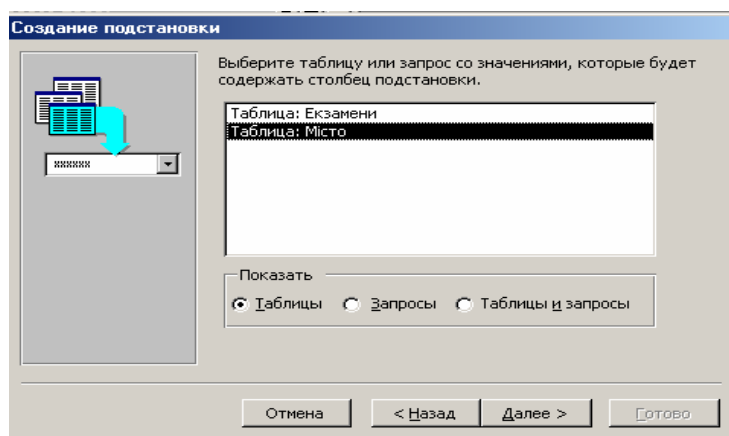 Создание подстановки
Выберите таблицу или запрос со значениями, которые будет
содержать столбец подстановки.
Таблица: Екзамени
Таблица: Місто
xxxxxx
Показать
Таблицы Запросы Таблицы и запросы
Отмена < Назад Далее > Готово